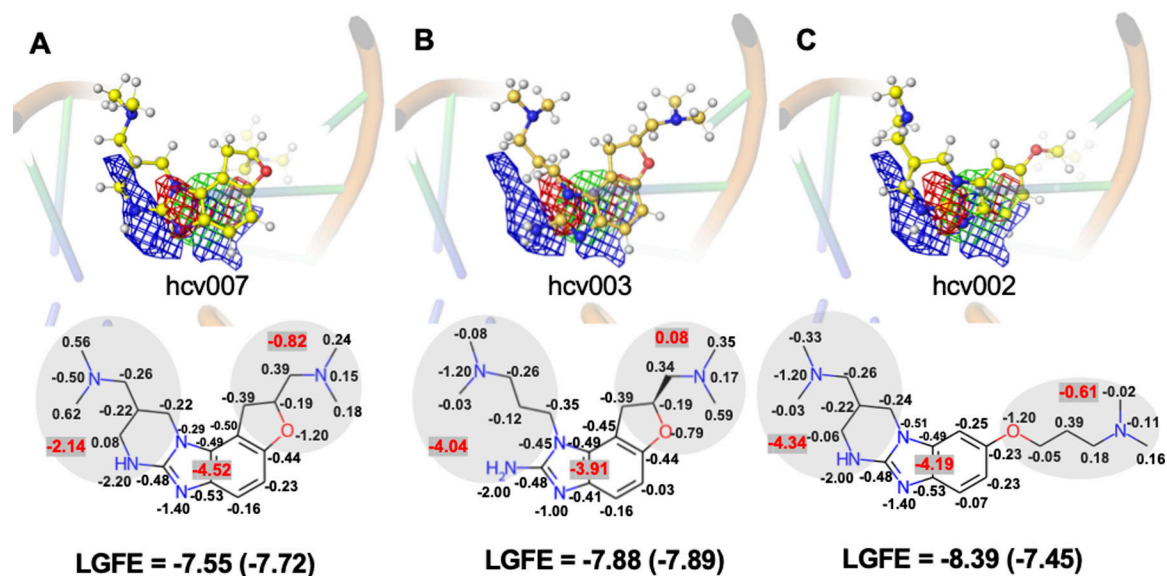 A
B
C
hcv007
hcv003
hcv002
0.56
-0.50
N
-0.26
0.62
-0.22
-0.22
-2.14
0.08
HN
-2.20
-0.48
-1.40
N
-0.53
-0.29
N
-0.49
-0.50
-4.52
-0.16
-0.23
-0.44
-1.20
O
-0.19
-0.39
0.39
-0.82
0.24
N
0.15
0.18
LGFE = -7.55 (-7.72)
-0.08
-1.20
N
-0.26
-0.03
-0.12
-0.35
-4.04
-0.45
N
H2N
-2.00
-0.48
-1.00
N
-0.41
-0.49
-0.45
-3.91
-0.16
-0.03
-0.44
-0.79
O
-0.19
-0.39
0.34
0.08
0.35
N
0.17
0.59
LGFE = -7.88 (-7.89)
-0.33
-1.20
N
-0.26
-0.03
-0.22
-0.24
-4.34
-0.06
HN
-2.00
-0.48
-1.40
N
-0.53
-0.51
N
-0.49
-0.25
-4.19
-0.07
-0.23
-0.23
-1.20
O
-0.05
0.39
0.18
-0.61
-0.02
N
-0.11
0.16
LGFE = -8.39 (-7.45)